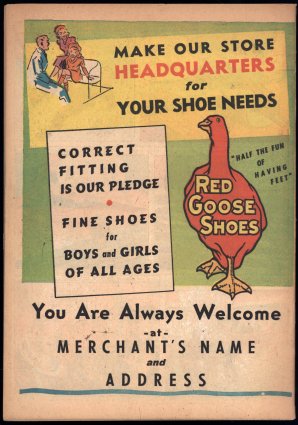 MAKE OUR STORE
HEADQUARTERS
for
YOUR SHOE NEEDS
CORRECT
FITTING
IS OUR PLEDGE
FINE SHOES
for
BOYS and GIRLS
OF ALL AGES
"HALF THE FUN
OF
HAVING
FEET"
RED
GOOSE
SHOES
You Are Always Welcome
-at-
MERCHANT'S NAME
and
ADDRESS